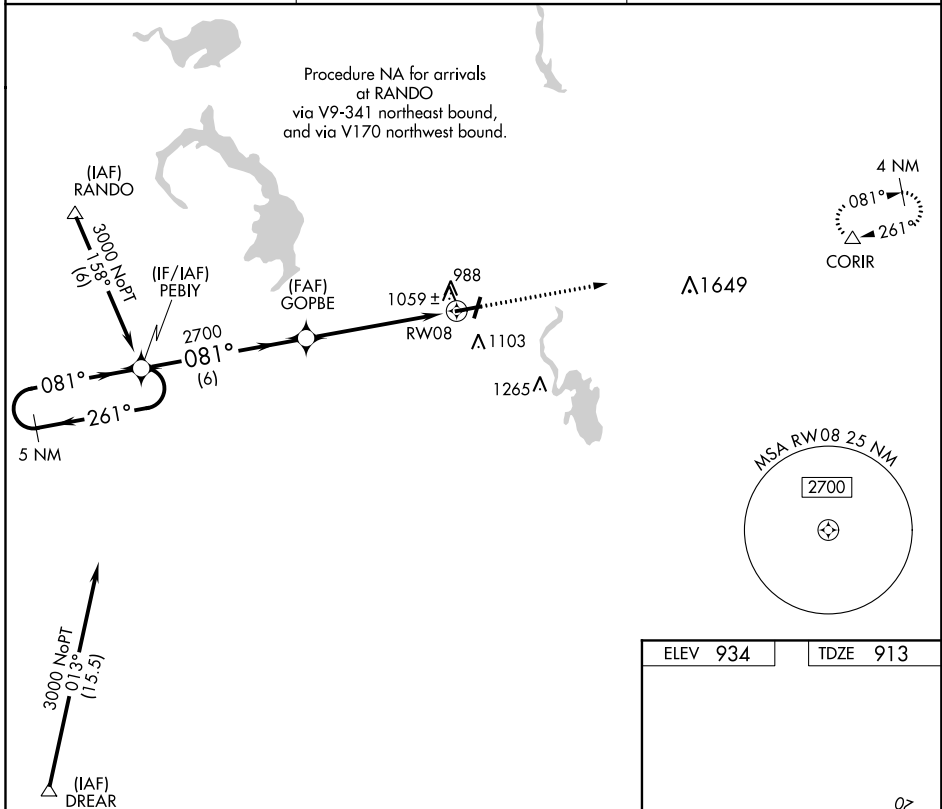 Procedure NA for arrivals
at RANDO
via V9-341 northeast bound,
and via V170 northwest bound.
(IAF)
RANDO
3000 NoPT
158°
(6)
(IF/IAF)
PEBIY
(FAF)
GOPBE
2700
081°
(6)
081°
261°
5 NM
1059 ±
988
RW08
1103
1265
1649
4 NM
081°
261°
CORIR
MSA RW08 25 NM
2700
3000 NoPT
013°
(15.5)
(IAF)
DREAR
ELEV 934
TDZE 913